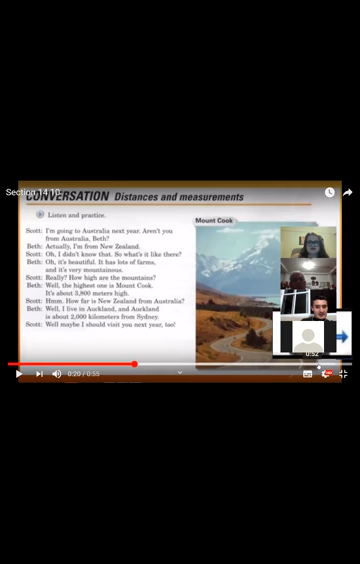 Section 14 10
CONVERSATION Distances and measurements
Listen and practice.
Mount Cook
Scott: I'm going to Australia next year. Aren't you
from Australia, Beth?
Beth: Actually, I'm from New Zealand.
Scott: Oh, I didn't know that. So what's it like there?
Beth: Oh, it's beautiful. It has lots of farms,
and it's very mountainous.
Scott: Really? How high are the mountains?
Beth: Well, the highest one is Mount Cook.
It's about 3,800 meters high.
Scott: Hmm. How far is New Zealand from Australia?
Beth: Well, I live in Auckland, and Auckland
is about 2,000 kilometers from Sydney.
Scott: Well maybe I should visit you next year, too!
0:52
0:20 / 0:55